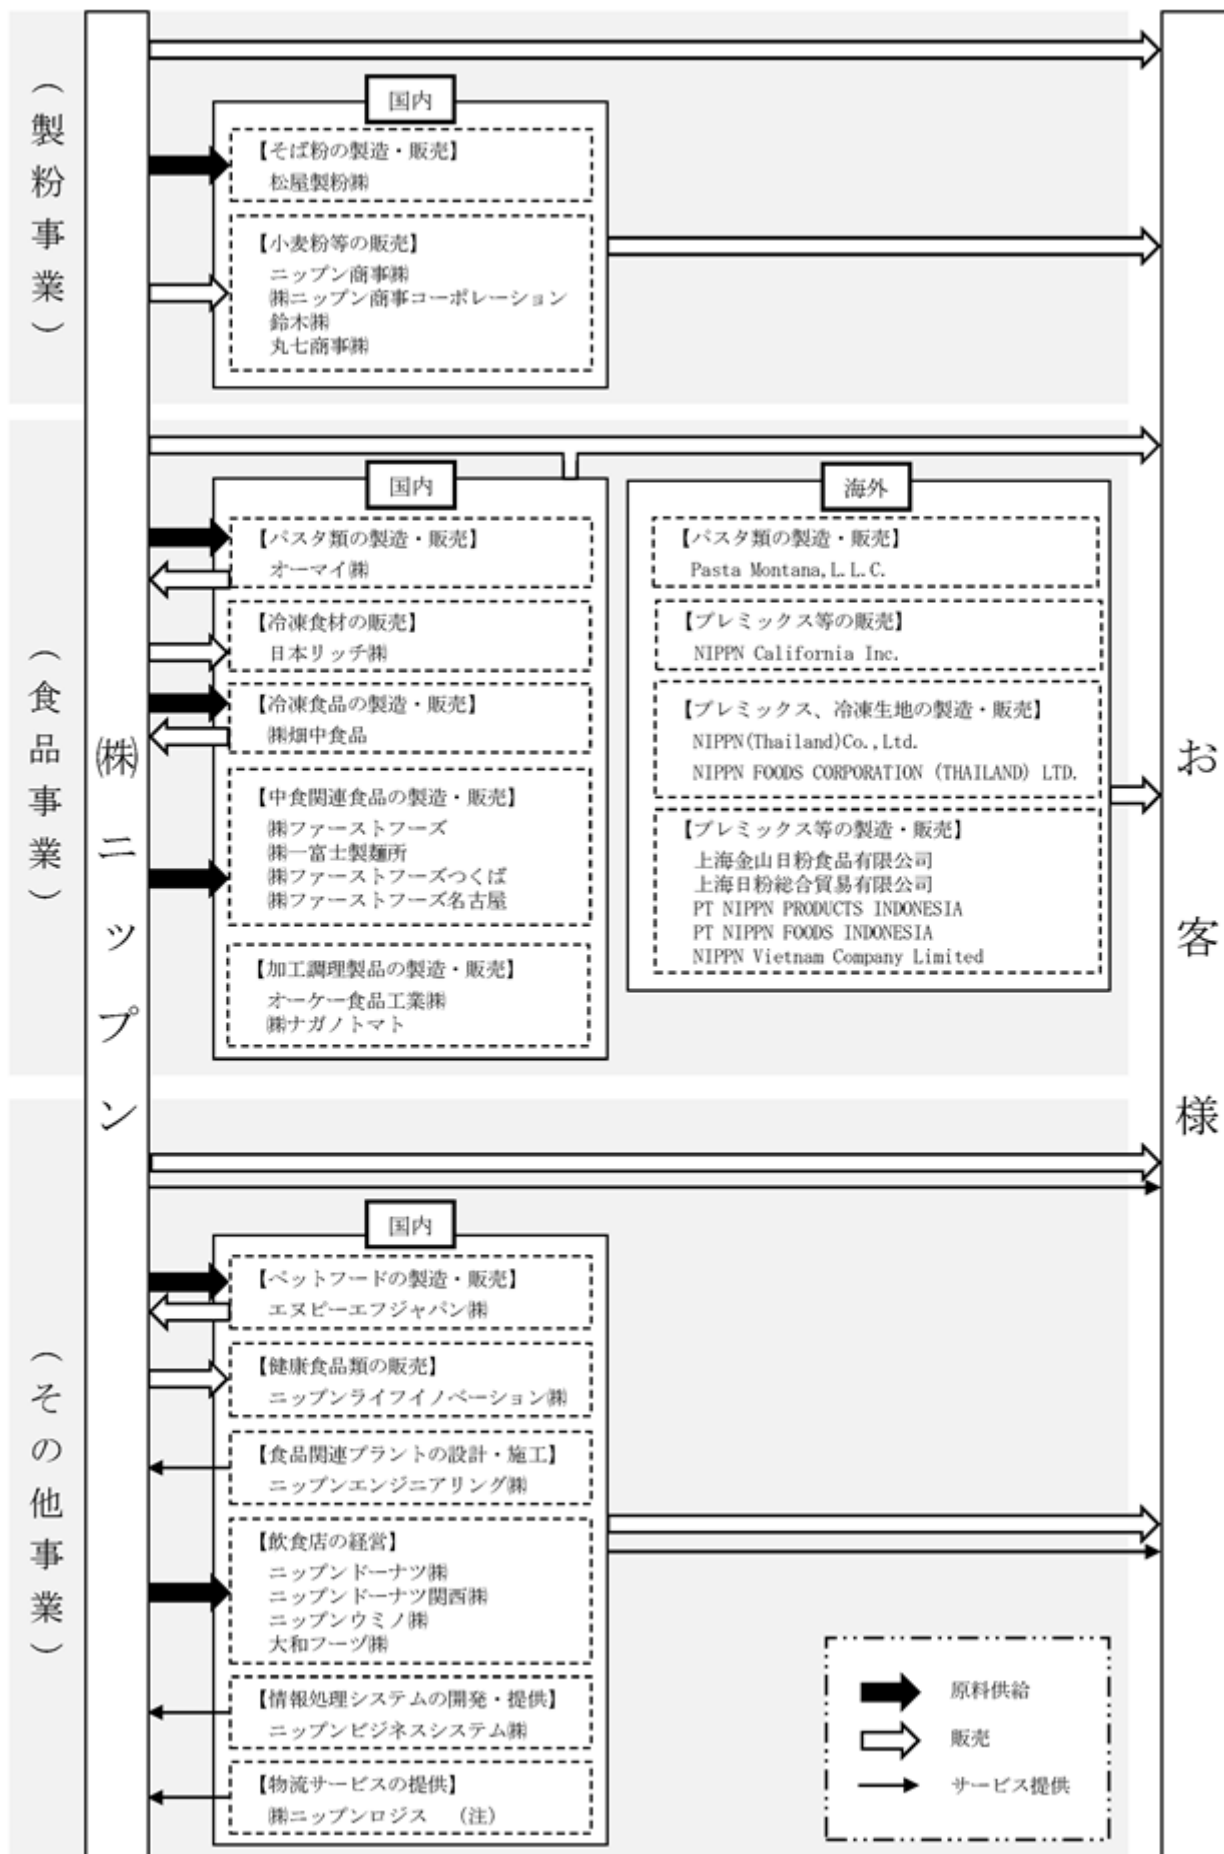 (製粉事業)
国内
【そば粉の製造・販売】
松屋製粉㈱
【小麦粉等の販売】
ニップン商事㈱
㈱ニップン商事コーポレーション
鈴木㈱
丸七商事㈱
(食品事業)
国内
【パスタ類の製造・販売】
オーマイ㈱
【冷凍食材の販売】
日本リッチ㈱
【冷凍食品の製造・販売】
㈱畑中食品
【中食関連食品の製造・販売】
㈱ファーストフーズ
㈱一富士製麺所
㈱ファーストフーズつくば
㈱ファーストフーズ名古屋
【加工調理製品の製造・販売】
オーケー食品工業㈱
㈱ナガノトマト
海外
【パスタ類の製造・販売】
Pasta Montana,L.L.C.
【プレミックス等の販売】
NIPPN California Inc.
【プレミックス、冷凍生地の製造・販売】
NIPPN(Thailand)Co.,Ltd.
NIPPN FOODS CORPORATION (THAILAND) LTD.
【プレミックス等の製造・販売】
上海金山日粉食品有限公司
上海日粉総合貿易有限公司
PT NIPPN PRODUCTS INDONESIA
PT NIPPN FOODS INDONESIA
NIPPN Vietnam Company Limited
㈱ニップン
お客様
(その他事業)
国内
【ペットフードの製造・販売】
エヌピーエフジャパン㈱
【健康食品類の販売】
ニップンライフイノベーション㈱
【食品関連プラントの設計・施工】
ニップンエンジニアリング㈱
【飲食店の経営】
ニップンドーナツ㈱
ニップンドーナツ関西㈱
ニップンウミノ㈱
大和フーヅ㈱
【情報処理システムの開発・提供】
ニップンビジネスシステム㈱
【物流サービスの提供】
㈱ニップンロジス (注)
原料供給
販売
サービス提供